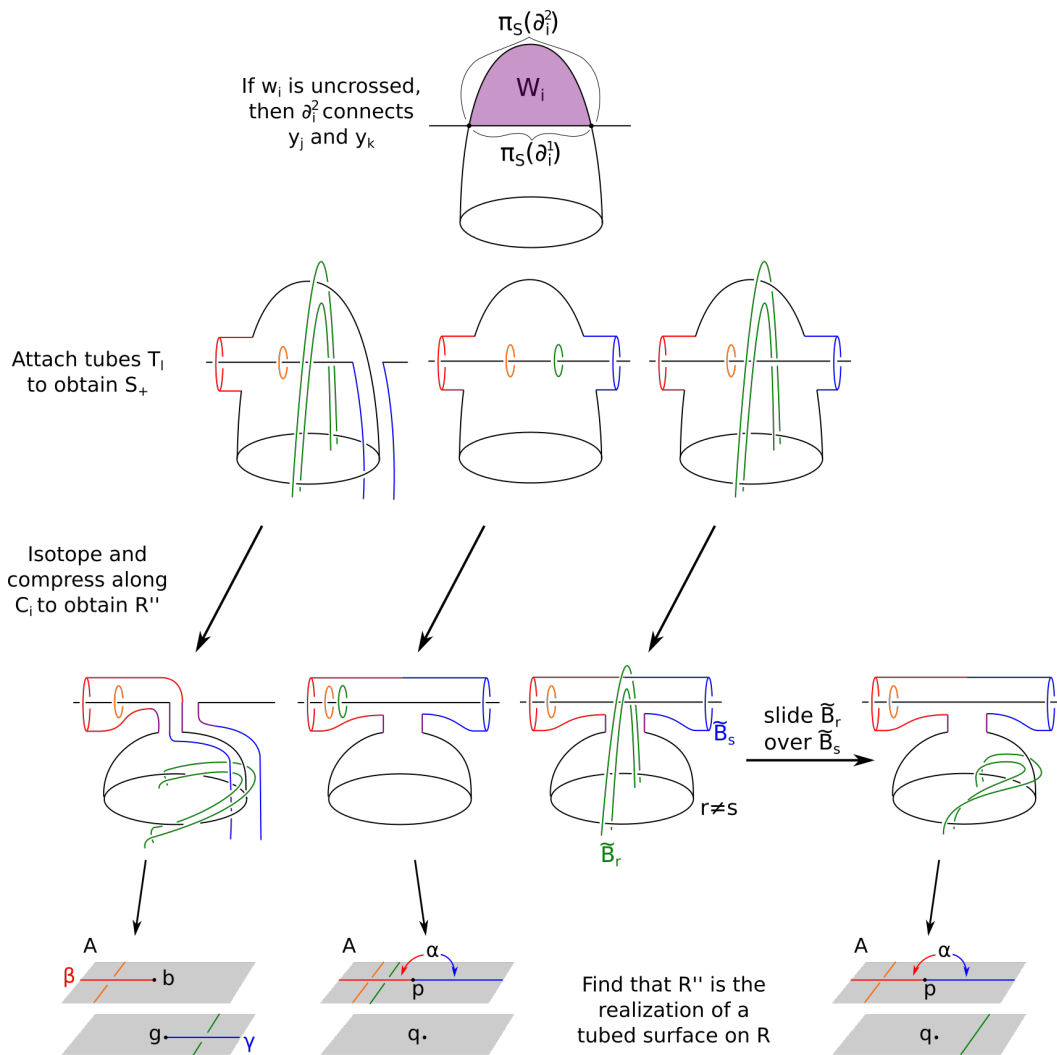 π_S(∂_i^2)
If w_i is uncrossed,
then ∂_i^2 connects
y_j and y_k
W_i
π_S(∂_i^1)
Attach tubes T_l
to obtain S_+
Isotope and
compress along
C_i to obtain R''
B̃_s
r≠s
B̃_r
slide B̃_r
over B̃_s
A
β
b
g
γ
A
α
p
q
Find that R'' is the
realization of a
tubed surface on R
A
α
p
q